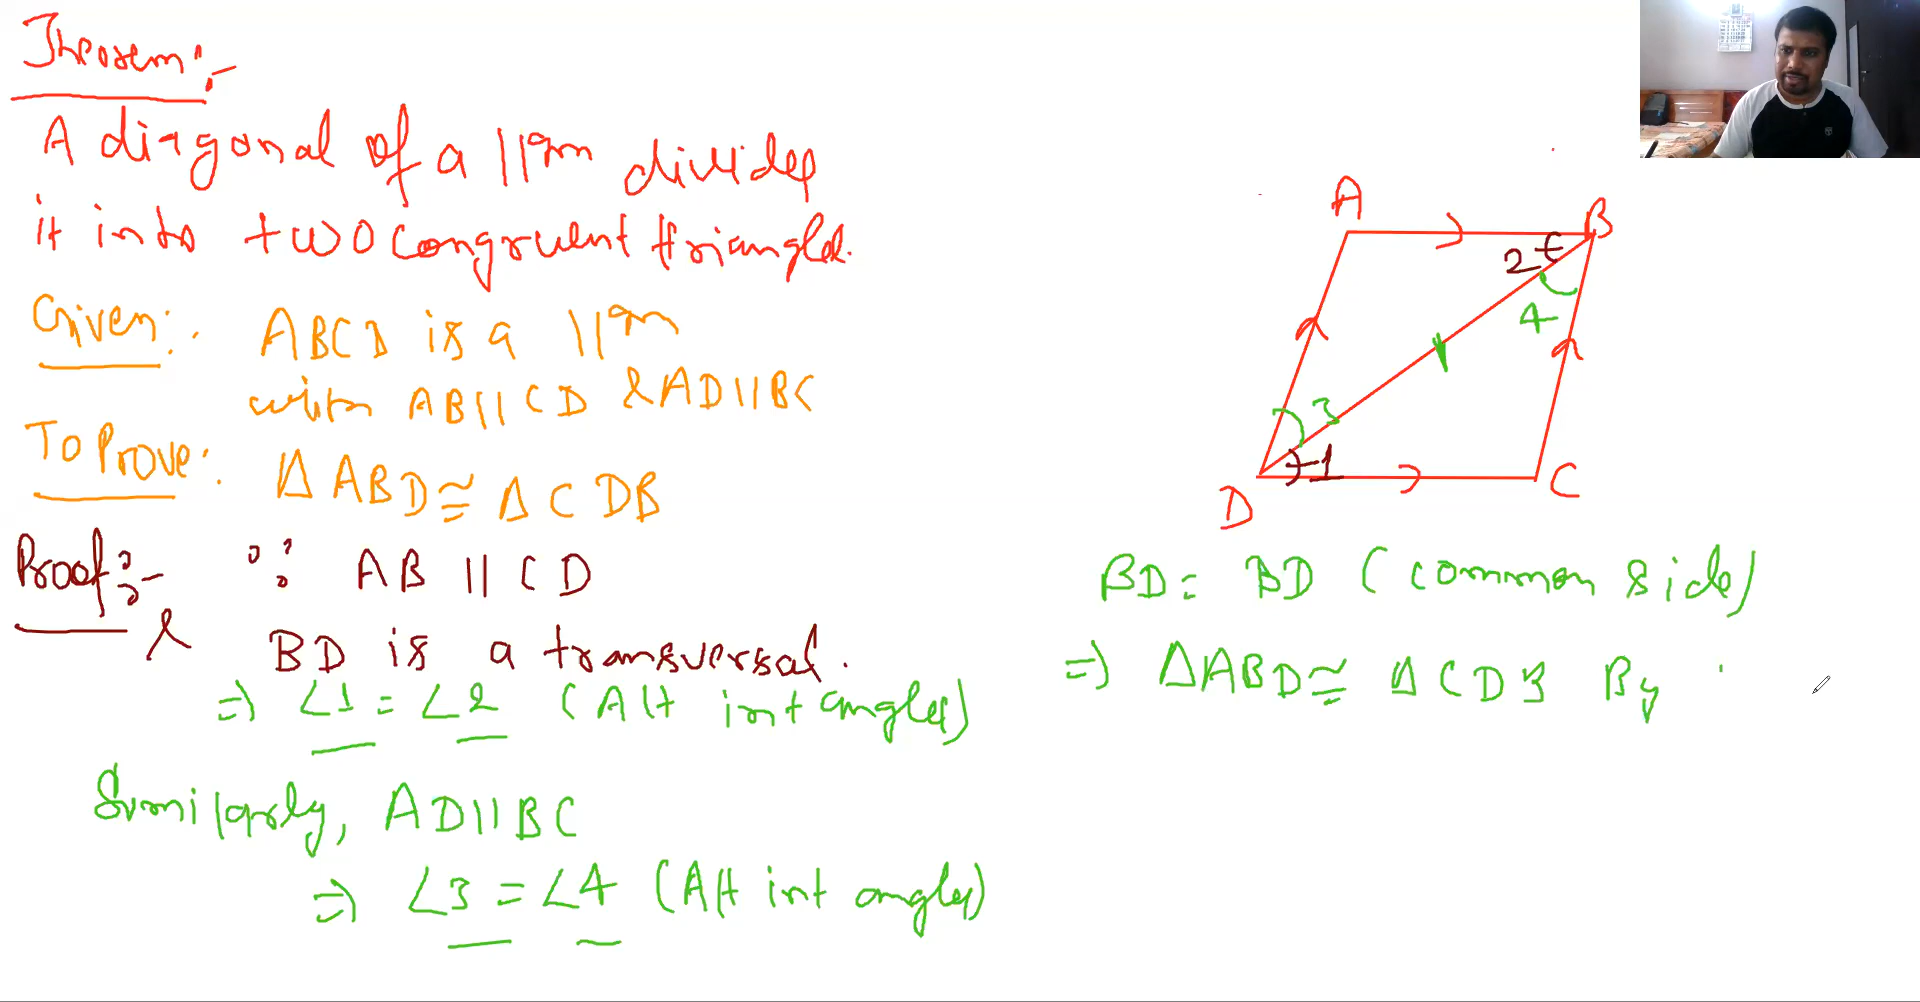 Theorem :-
A diagonal of a ||gm divides
it into two congruent triangles.
Given :-
ABCD is a ||gm
with AB || CD & AD || BC
To Prove :
Δ ABD ≅ Δ CDB
Proof :-
∵ AB || CD
& BD is a transversal.
=> ∠1 = ∠2 (Alt int angles)
Similarly, AD || BC
=> ∠3 = ∠4 (Alt int angles)
A
B
2
4
3
1
D
C
BD = BD (common side)
=> Δ ABD ≅ Δ CDB By